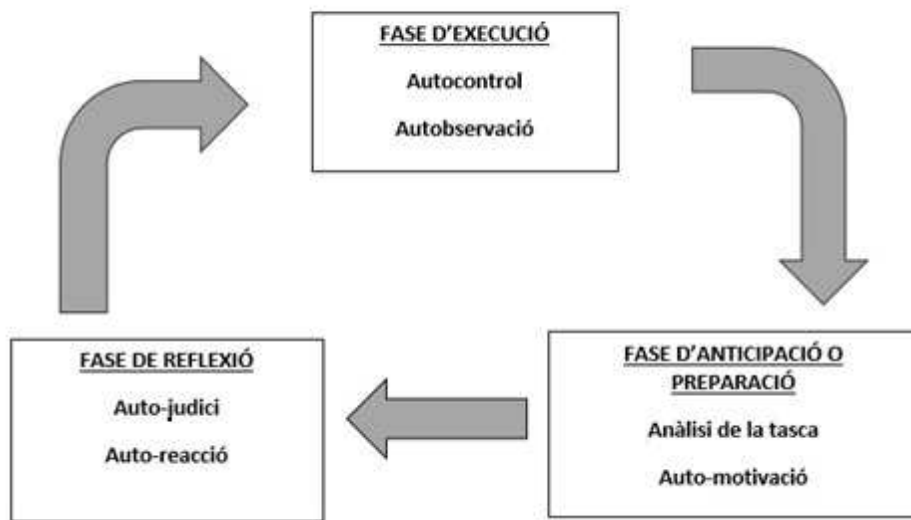 FASE D'EXECUCIÓ
Autocontrol
Autobservació
FASE DE REFLEXIÓ
Auto-judici
Auto-reacció
FASE D'ANTICIPACIÓ O
PREPARACIÓ
Anàlisi de la tasca
Auto-motivació